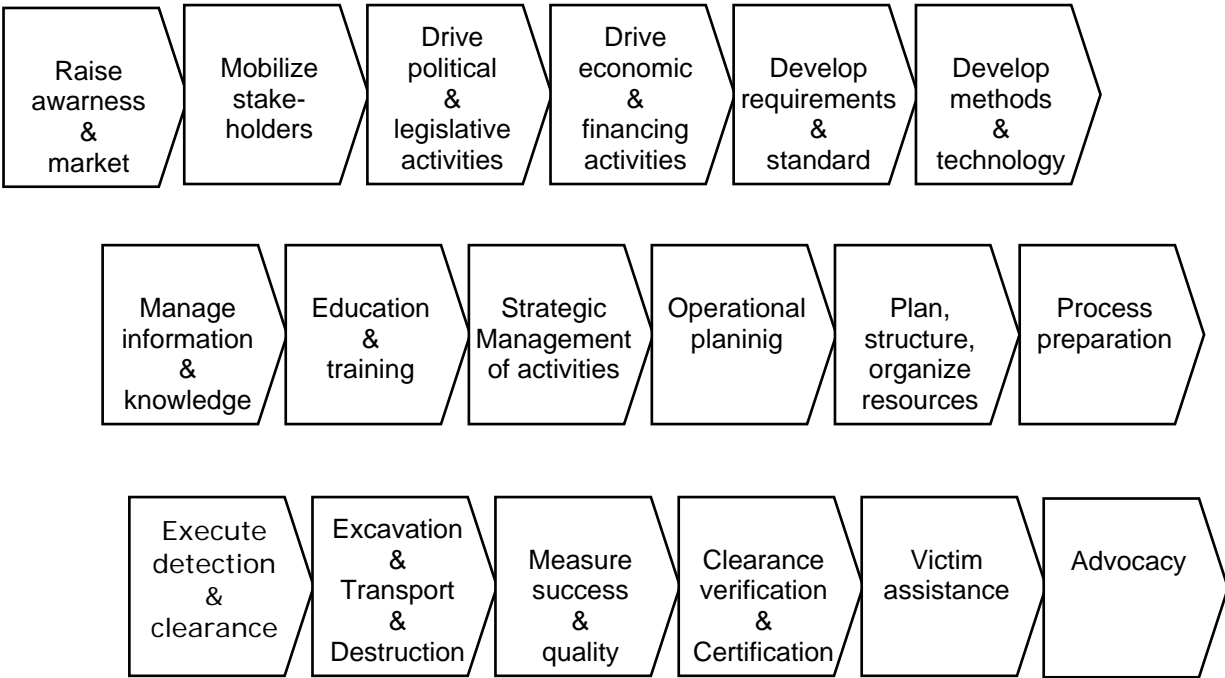 Raise
awarness
&
market
Mobilize
stake-
holders
Drive
political
&
legislative
activities
Drive
economic
&
financing
activities
Develop
requirements
&
standard
Develop
methods
&
technology
Manage
information
&
knowledge
Education
&
training
Strategic
Management
of activities
Operational
planinig
Plan,
structure,
organize
resources
Process
preparation
Execute
detection
&
clearance
Excavation
&
Transport
&
Destruction
Measure
success
&
quality
Clearance
verification
&
Certification
Victim
assistance
Advocacy